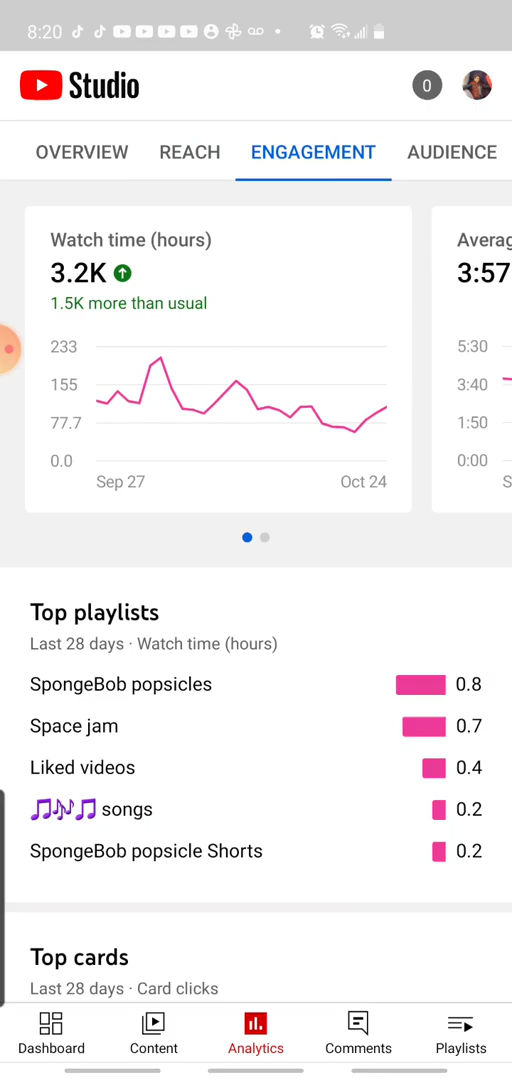 8:20
Studio
0
OVERVIEW REACH ENGAGEMENT AUDIENCE
Watch time (hours)
3.2K
1.5K more than usual
233
155
77.7
0.0
Sep 27 Oct 24
Averag
3:57
5:30
3:40
1:50
0:00
S
Top playlists
Last 28 days · Watch time (hours)
SpongeBob popsicles 0.8
Space jam 0.7
Liked videos 0.4
🎵🎶🎵 songs 0.2
SpongeBob popsicle Shorts 0.2
Top cards
Last 28 days · Card clicks
Dashboard Content Analytics Comments Playlists